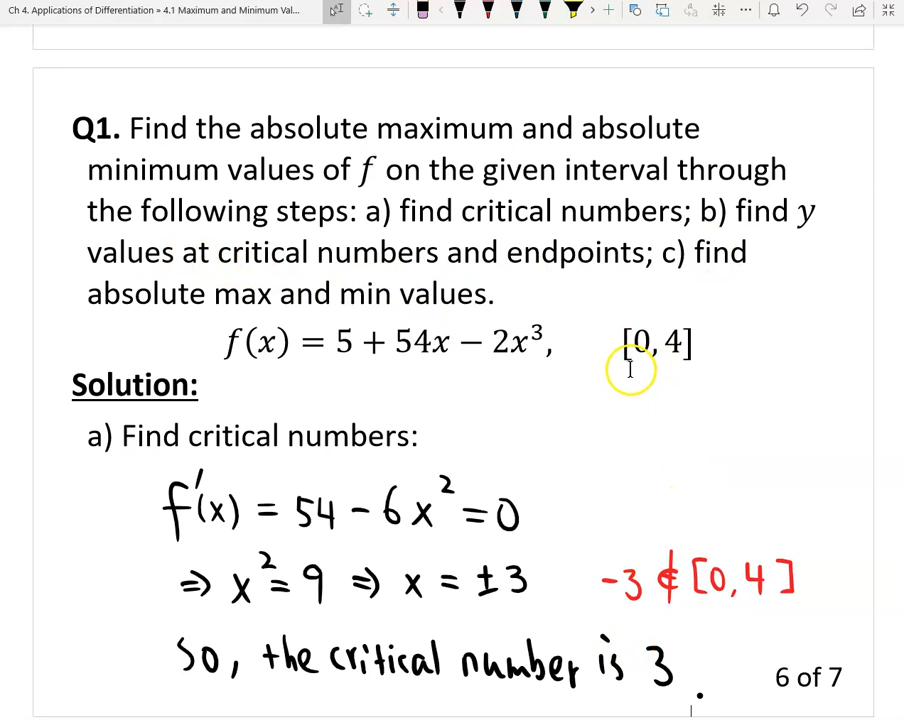 Ch 4. Applications of Differentiation » 4.1 Maximum and Minimum Val...
Q1. Find the absolute maximum and absolute
minimum values of f on the given interval through
the following steps: a) find critical numbers; b) find y
values at critical numbers and endpoints; c) find
absolute max and min values.
f(x) = 5 + 54x − 2x³, [0, 4]
Solution:
a) Find critical numbers:
f'(x) = 54 - 6x² = 0
⇒ x² = 9 ⇒ x = ±3 -3 ∉ [0, 4]
So, the critical number is 3.
6 of 7